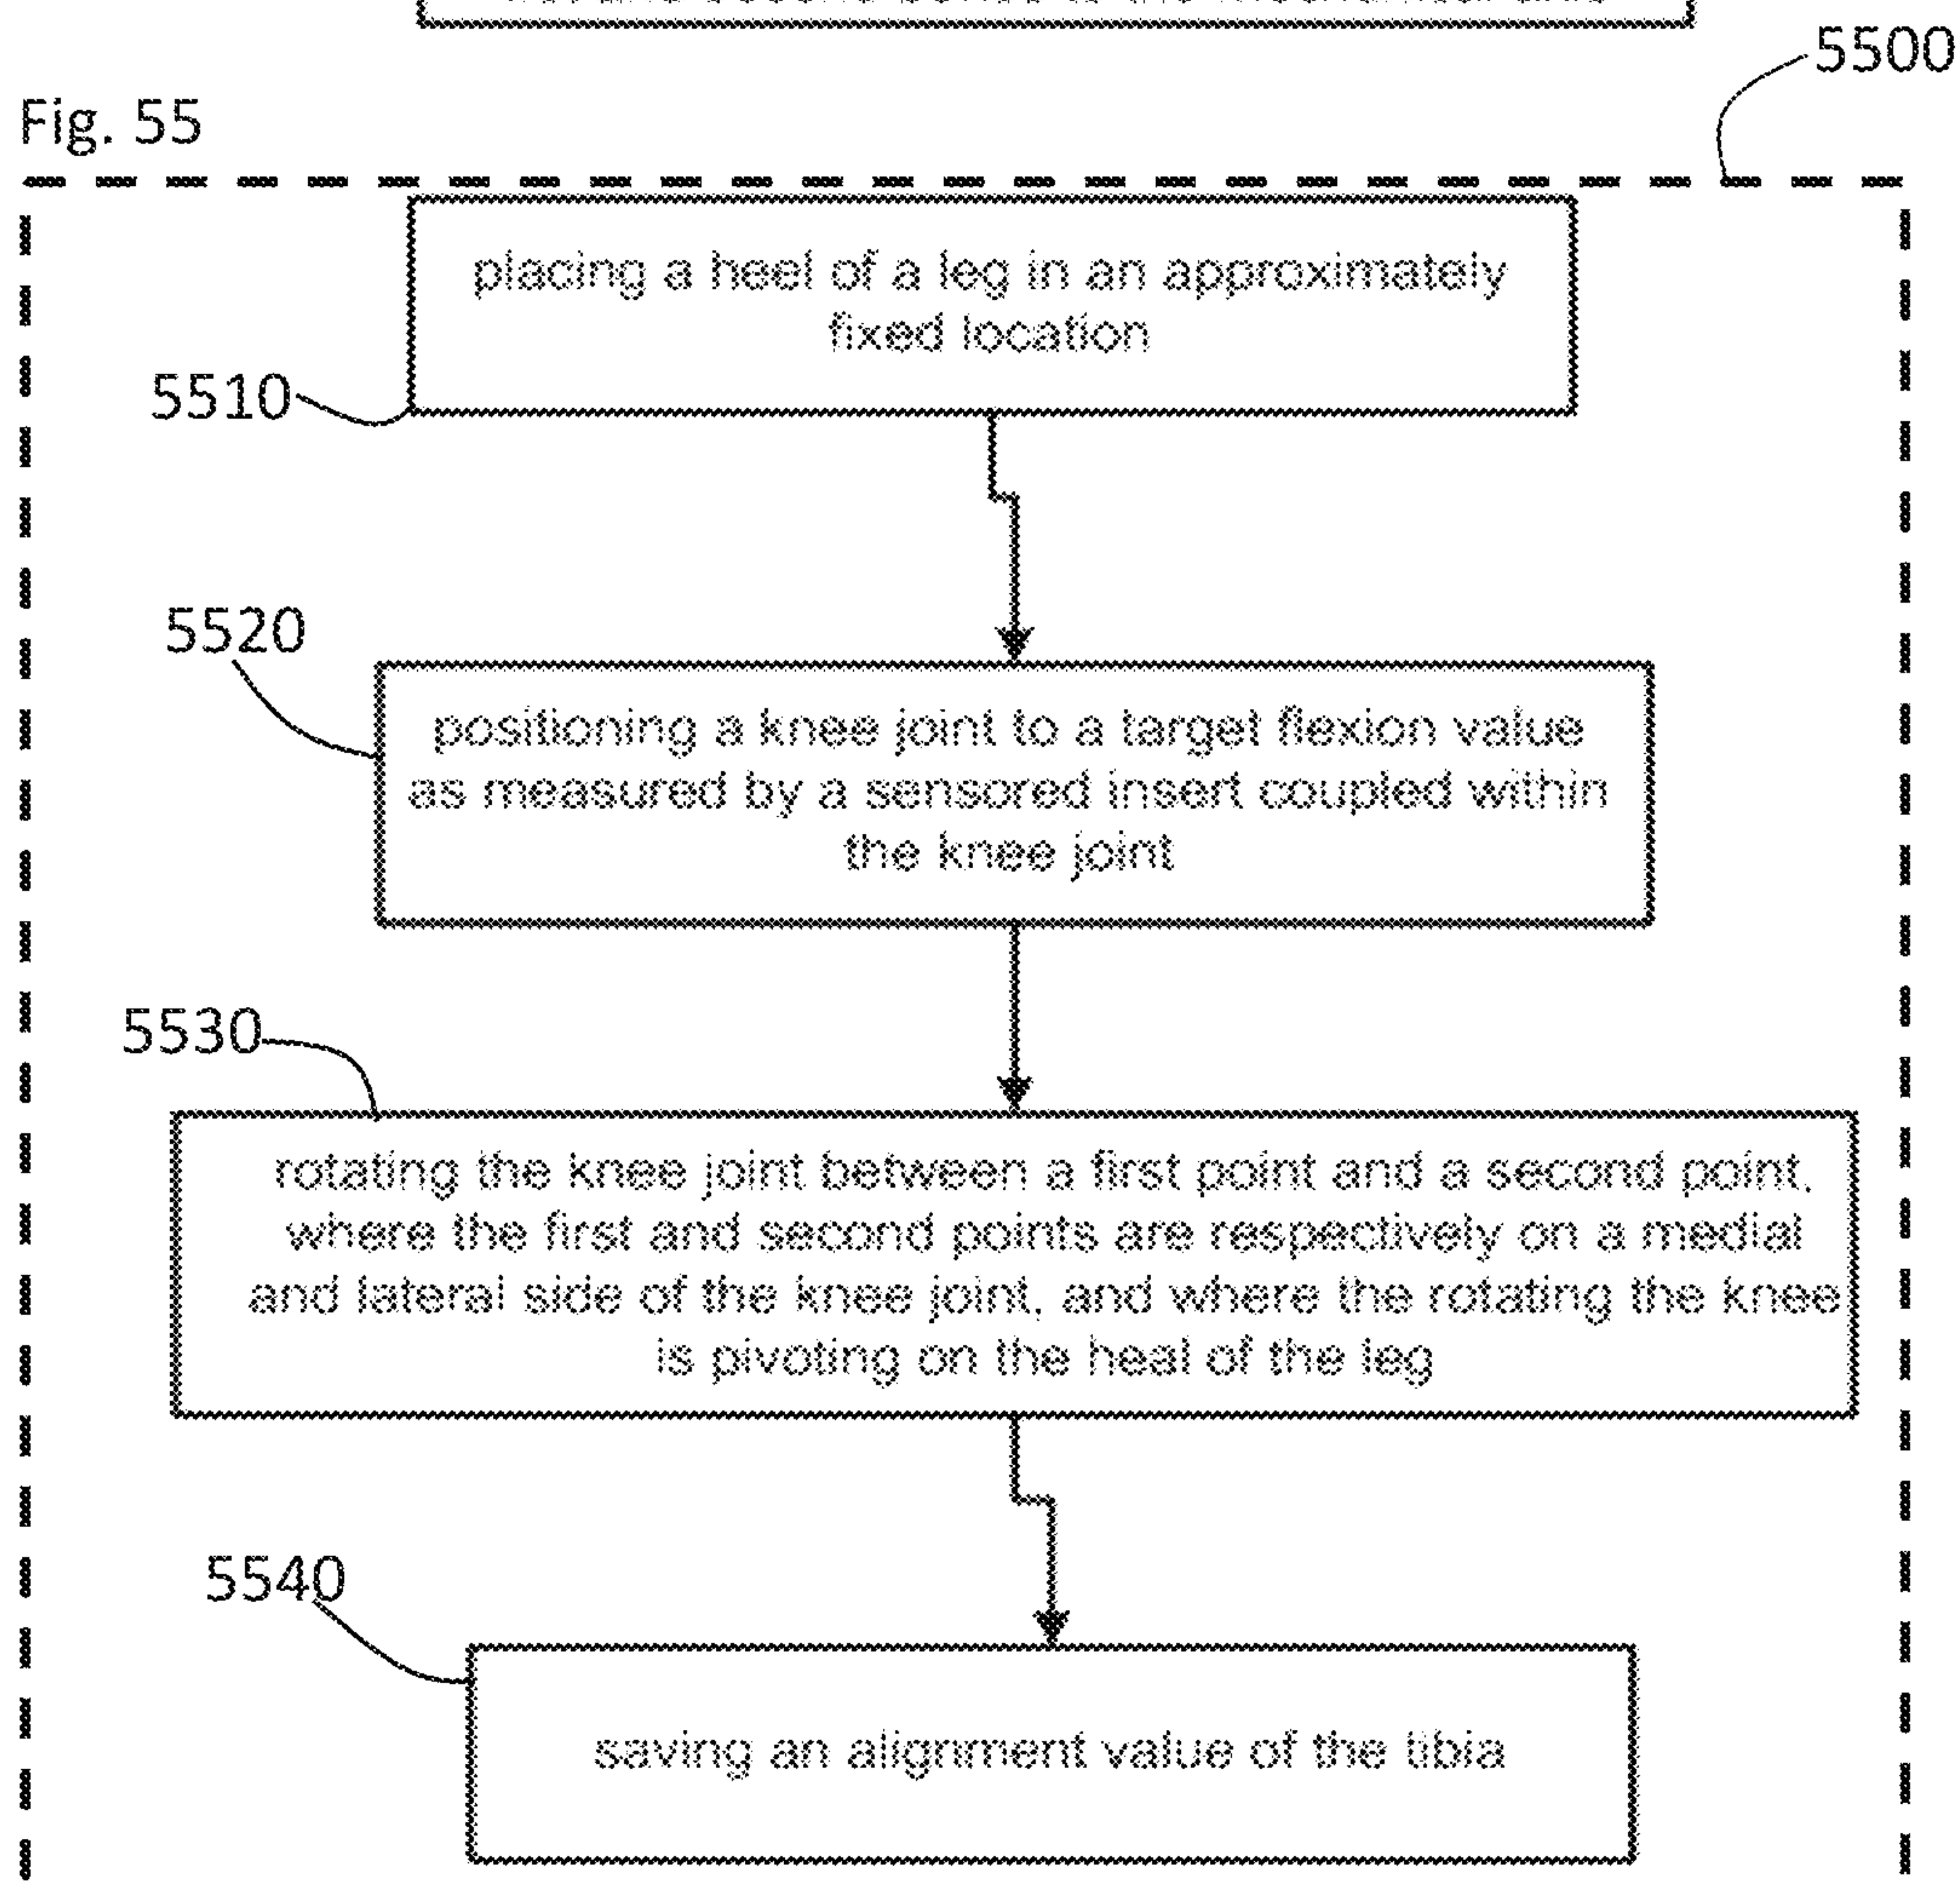 5500
Fig. 55
placing a heel of a leg in an approximately
fixed location
5510
5520
positioning a knee joint to a target flexion value
as measured by a sensored insert coupled within
the knee joint
5530
rotating the knee joint between a first point and a second point,
where the first and second points are respectively on a medial
and lateral side of the knee joint, and where the rotating the knee
is pivoting on the heal of the leg
5540
saving an alignment value of the tibia